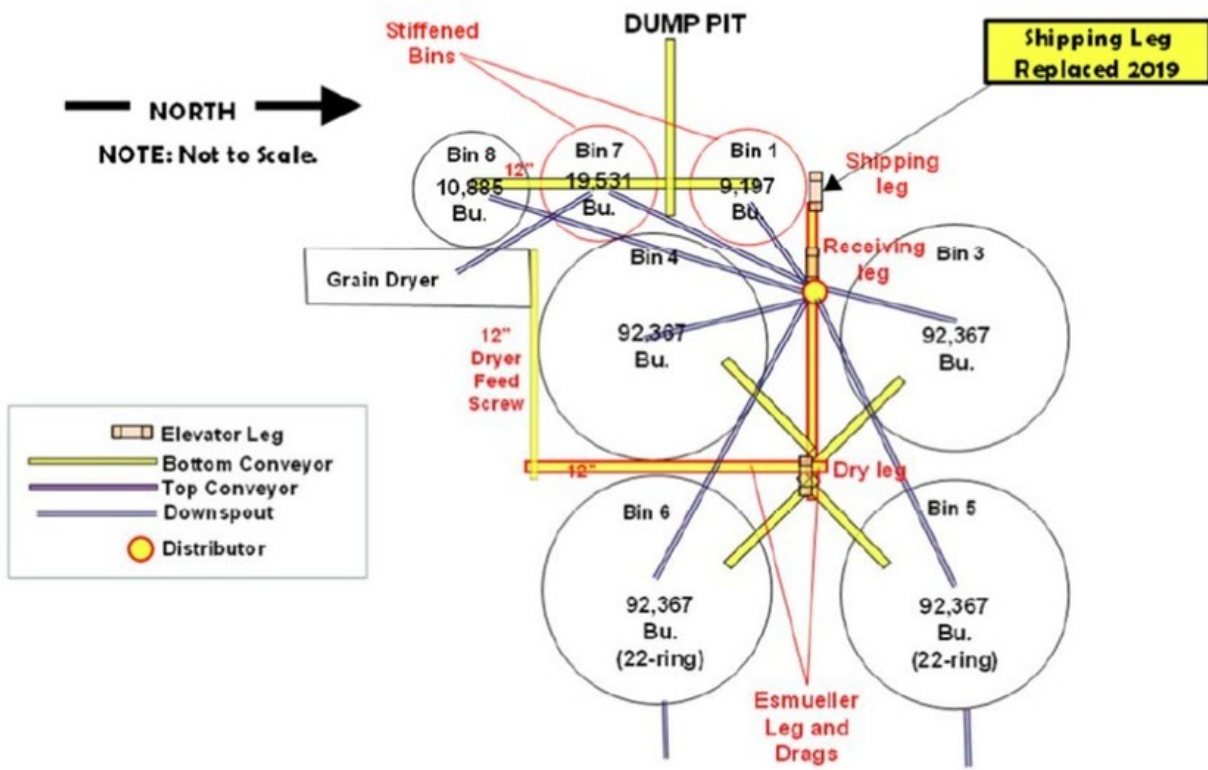 DUMP PIT
Stiffened
Bins
Shipping Leg
Replaced 2019
NORTH
NOTE: Not to Scale.
Bin 8
10,885
Bu.
12"
Bin 7
19,531
Bu.
Bin 1
9,197
Bu.
Shipping
leg
Receiving
leg
Bin 4
92,367
Bu.
Bin 3
92,367
Bu.
Grain Dryer
12"
Dryer
Feed
Screw
12"
Dry leg
Elevator Leg
Bottom Conveyor
Top Conveyor
Downspout
Distributor
Bin 6
92,367
Bu.
(22-ring)
Bin 5
92,367
Bu.
(22-ring)
Esmueller
Leg and
Drags